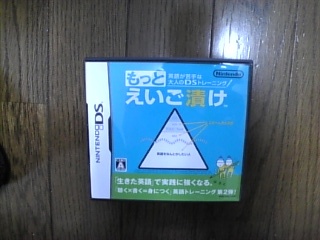 もっと
英語が苦手な
大人のDSトレーニング
Nintendo
えいご漬け
NINTENDO DS
「生きた英語」で実践に強くなる。
「聞く×書く=身につく」実践トレーニング 第2弾!